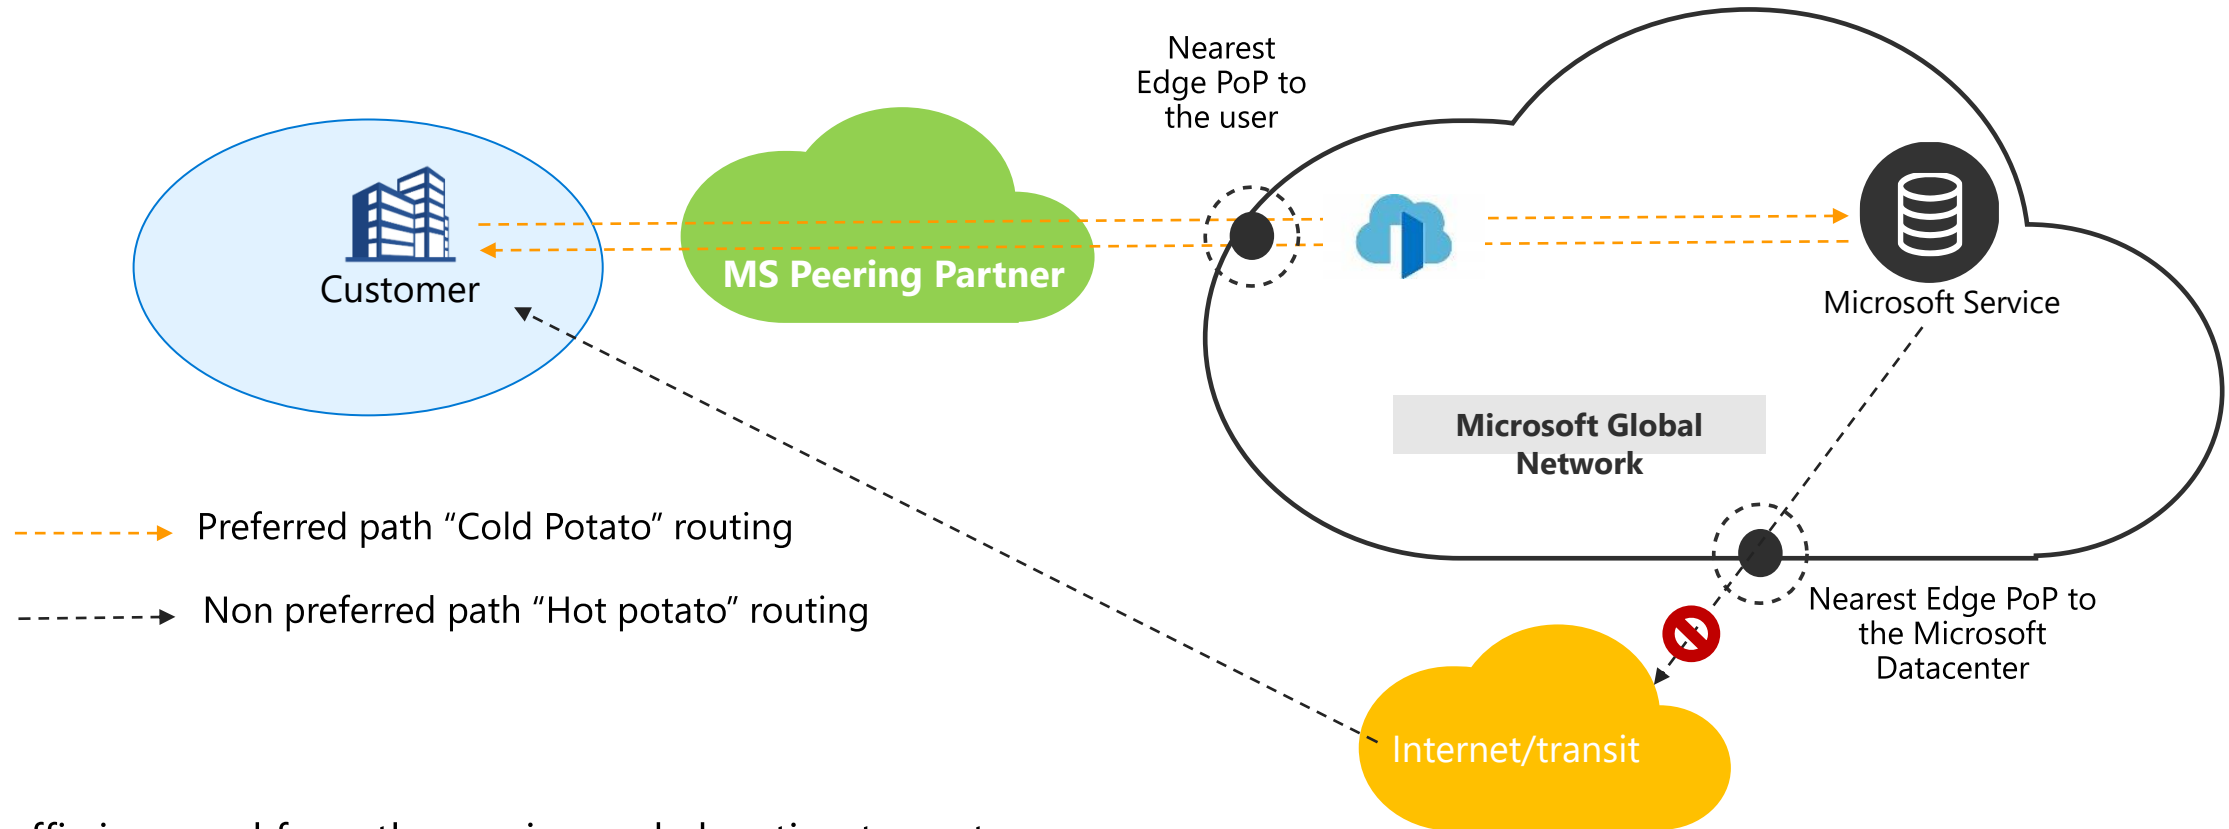 Nearest
Edge PoP to
the user
MS Peering Partner
Customer
Microsoft Service
Microsoft Global
Network
Preferred path “Cold Potato” routing
Non preferred path “Hot potato” routing
Nearest Edge PoP to
the Microsoft
Datacenter
Internet/transit